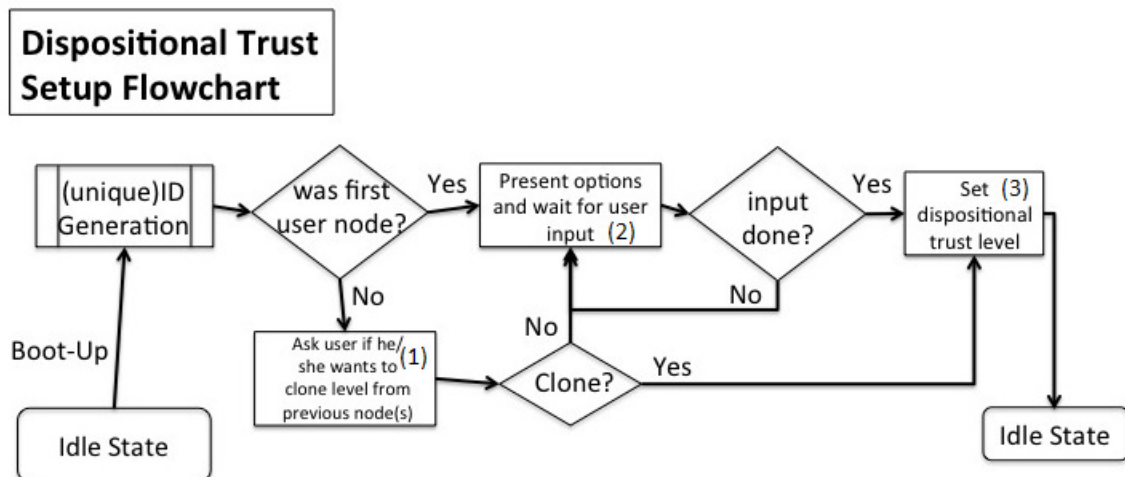 Dispositional Trust
Setup Flowchart
(unique)ID
Generation
was first
user node?
Yes
Present options
and wait for user
input (2)
input
done?
Yes
Set (3)
dispositional
trust level
No
No
Ask user if he/ (1)
she wants to
clone level from
previous node(s)
No
Clone?
Yes
Boot-Up
Idle State
Idle State